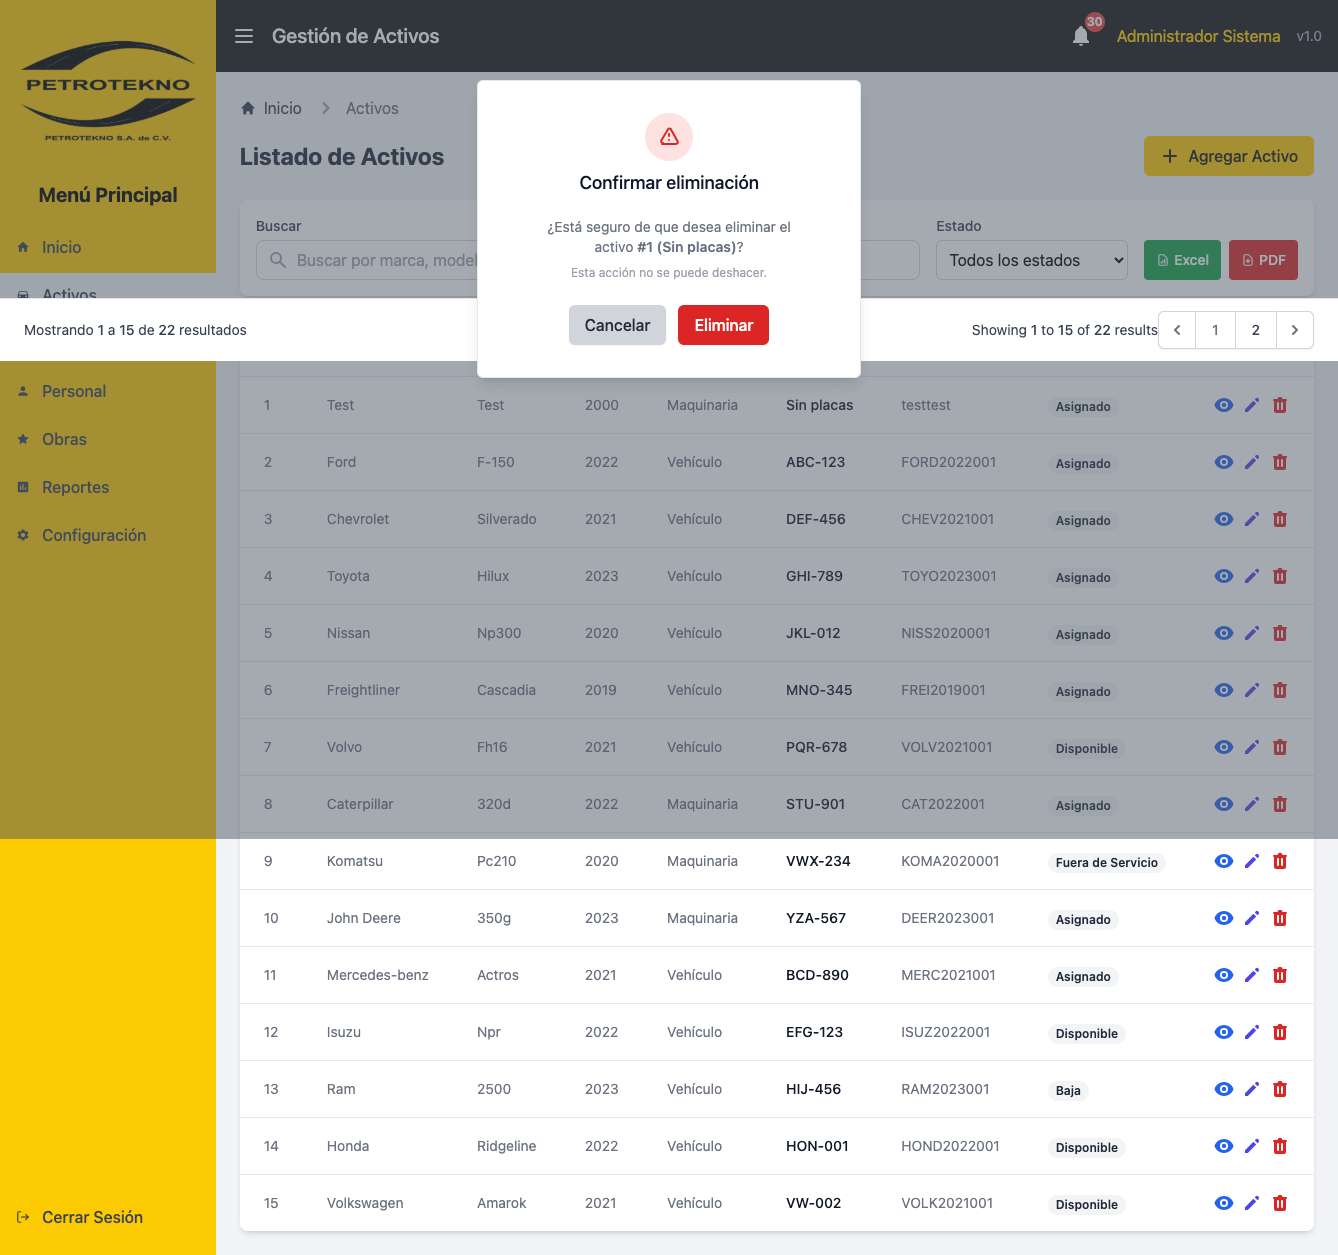 PETROTEKNO
PETROTEKNO S.A. de C.V.
Menú Principal
Inicio
Activos
Personal
Obras
Reportes
Configuración
Cerrar Sesión
Gestión de Activos
30
Administrador Sistema
v1.0
Inicio
Activos
Listado de Activos
Agregar Activo
Buscar
Buscar por marca, model
Estado
Todos los estados
Excel
PDF
Confirmar eliminación
¿Está seguro de que desea eliminar el
activo #1 (Sin placas)?
Esta acción no se puede deshacer.
Cancelar
Eliminar
Mostrando 1 a 15 de 22 resultados
Showing 1 to 15 of 22 results
1
2
1 Test Test 2000 Maquinaria Sin placas testtest Asignado
2 Ford F-150 2022 Vehículo ABC-123 FORD2022001 Asignado
3 Chevrolet Silverado 2021 Vehículo DEF-456 CHEV2021001 Asignado
4 Toyota Hilux 2023 Vehículo GHI-789 TOYO2023001 Asignado
5 Nissan Np300 2020 Vehículo JKL-012 NISS2020001 Asignado
6 Freightliner Cascadia 2019 Vehículo MNO-345 FREI2019001 Asignado
7 Volvo Fh16 2021 Vehículo PQR-678 VOLV2021001 Disponible
8 Caterpillar 320d 2022 Maquinaria STU-901 CAT2022001 Asignado
9 Komatsu Pc210 2020 Maquinaria VWX-234 KOMA2020001 Fuera de Servicio
10 John Deere 350g 2023 Maquinaria YZA-567 DEER2023001 Asignado
11 Mercedes-benz Actros 2021 Vehículo BCD-890 MERC2021001 Asignado
12 Isuzu Npr 2022 Vehículo EFG-123 ISUZ2022001 Disponible
13 Ram 2500 2023 Vehículo HIJ-456 RAM2023001 Baja
14 Honda Ridgeline 2022 Vehículo HON-001 HOND2022001 Disponible
15 Volkswagen Amarok 2021 Vehículo VW-002 VOLK2021001 Disponible